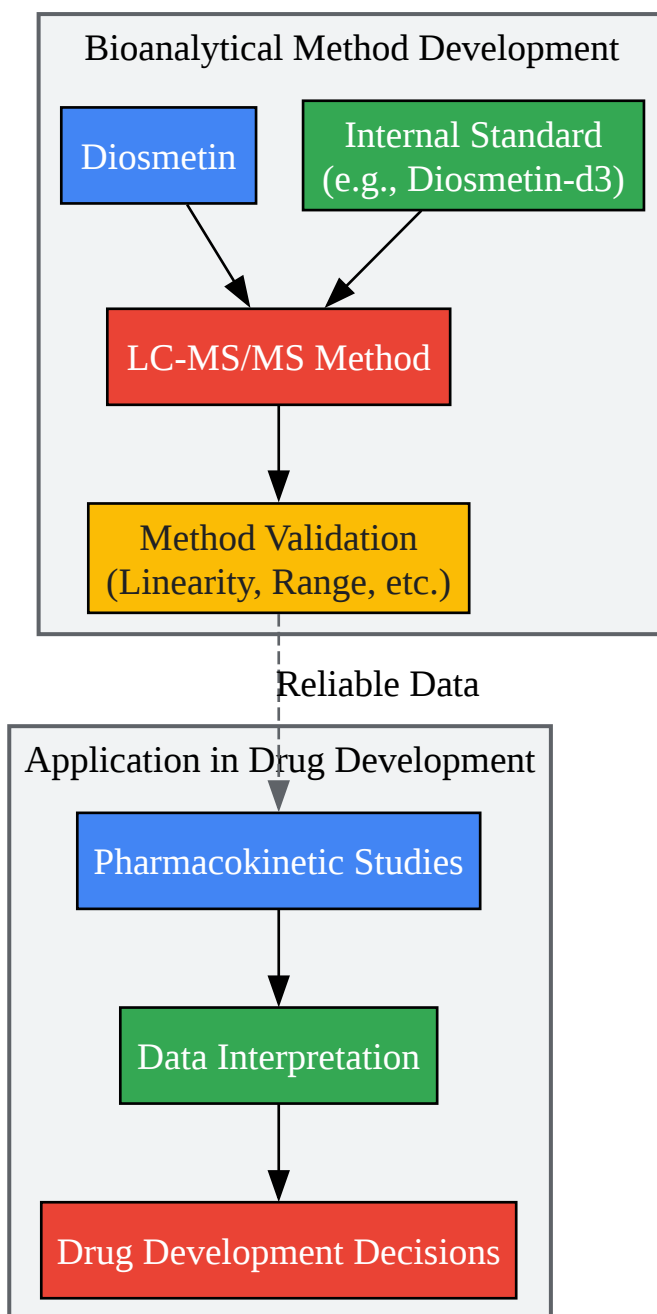 Bioanalytical Method Development
Diosmetin
Internal Standard
(e.g., Diosmetin-d3)
LC-MS/MS Method
Method Validation
(Linearity, Range, etc.)
Reliable Data
Application in Drug Development
Pharmacokinetic Studies
Data Interpretation
Drug Development Decisions